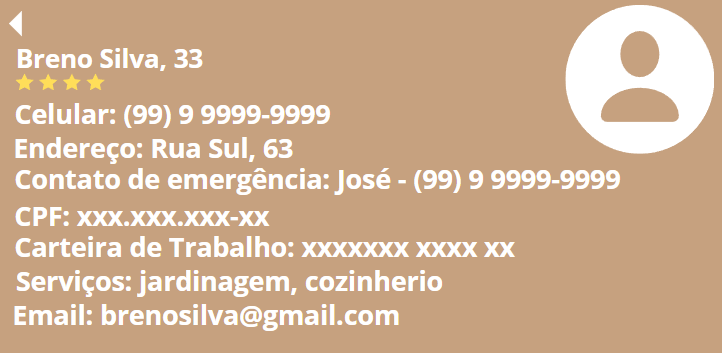 Breno Silva, 33
Celular: (99) 9 9999-9999
Endereço: Rua Sul, 63
Contato de emergência: José - (99) 9 9999-9999
CPF: xxx.xxx.xxx-xx
Carteira de Trabalho: xxxxxxx xxxx xx
Serviços: jardinagem, cozinherio
Email: brenosilva@gmail.com